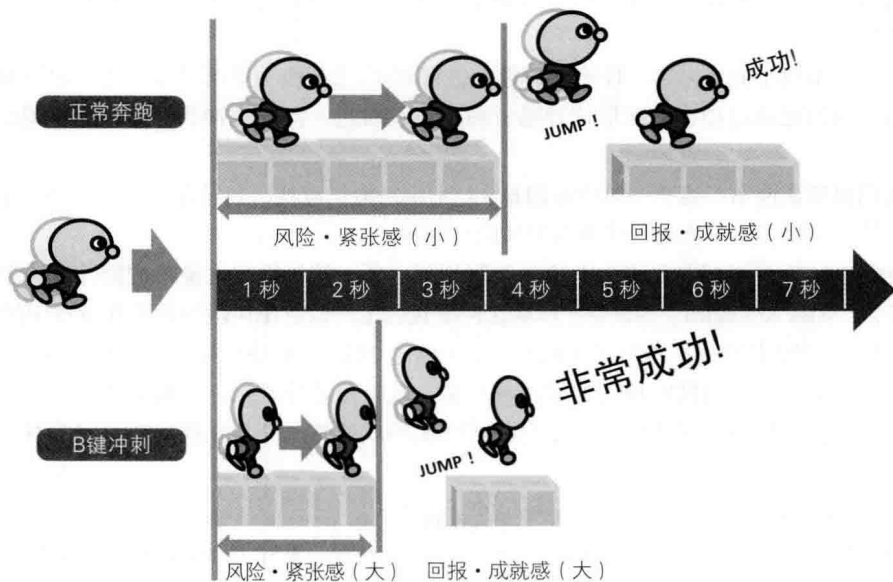 成功!
正常奔跑
JUMP!
风险・紧张感(小)
回报・成就感(小)
1秒
2秒
3秒
4秒
5秒
6秒
7秒
非常成功!
B键冲刺
JUMP!
风险・紧张感(大)
回报・成就感(大)